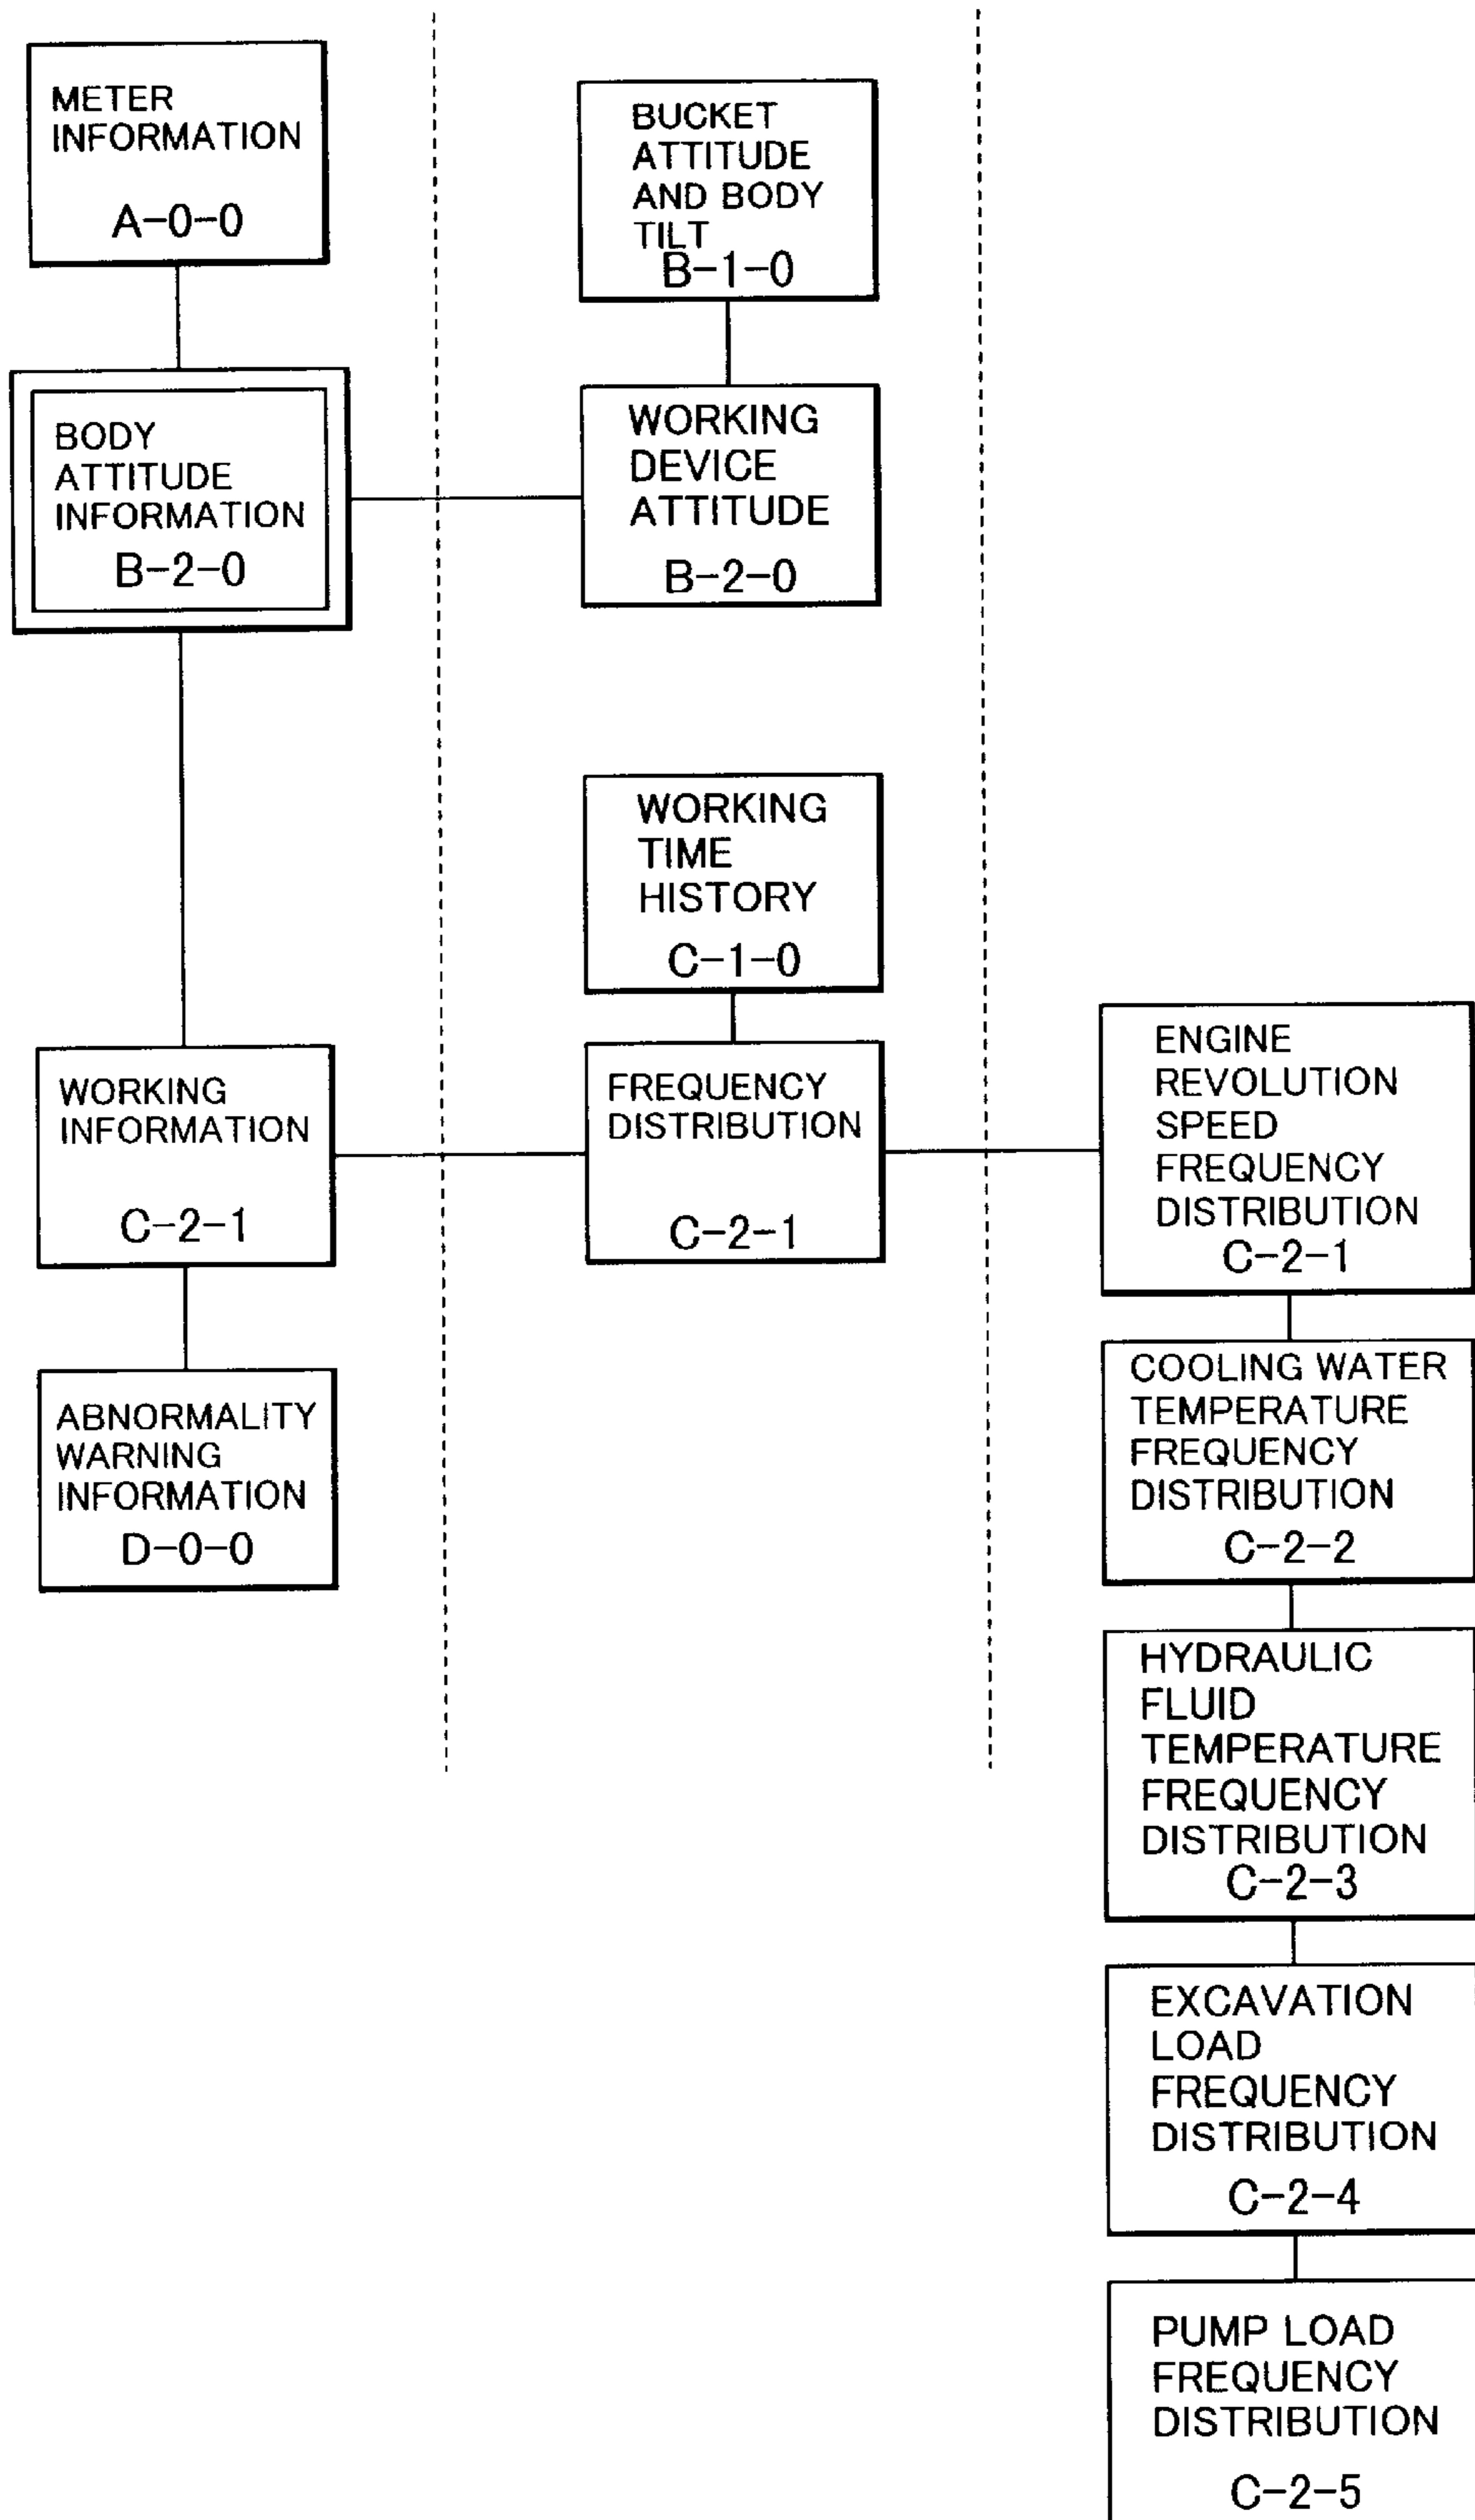 METER
INFORMATION
A-0-0
BODY
ATTITUDE
INFORMATION
B-2-0
WORKING
INFORMATION
C-2-1
ABNORMALITY
WARNING
INFORMATION
D-0-0
BUCKET
ATTITUDE
AND BODY
TILT
B-1-0
WORKING
DEVICE
ATTITUDE
B-2-0
WORKING
TIME
HISTORY
C-1-0
FREQUENCY
DISTRIBUTION
C-2-1
ENGINE
REVOLUTION
SPEED
FREQUENCY
DISTRIBUTION
C-2-1
COOLING WATER
TEMPERATURE
FREQUENCY
DISTRIBUTION
C-2-2
HYDRAULIC
FLUID
TEMPERATURE
FREQUENCY
DISTRIBUTION
C-2-3
EXCAVATION
LOAD
FREQUENCY
DISTRIBUTION
C-2-4
PUMP LOAD
FREQUENCY
DISTRIBUTION
C-2-5